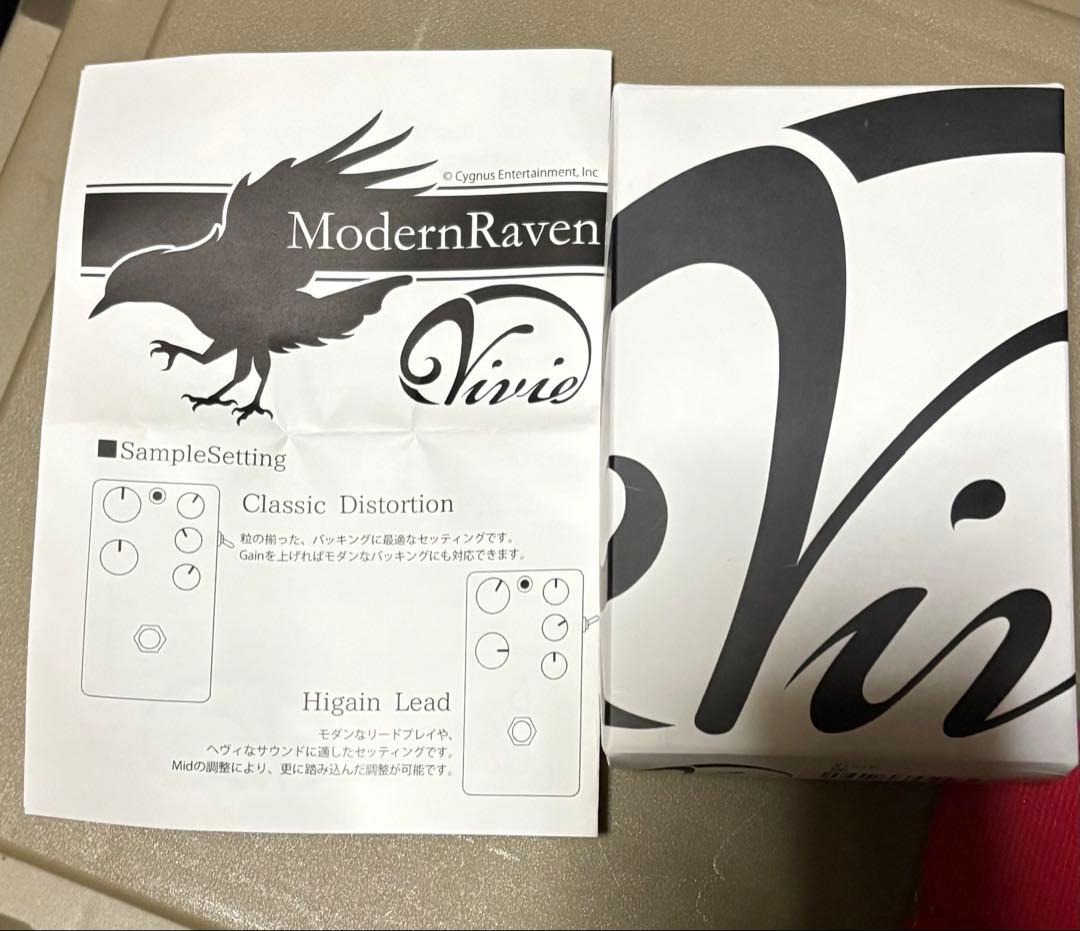 © Cygnus Entertainment, Inc
ModernRaven
Vivie
■SampleSetting
Classic Distortion
粒の揃った、バッキングに最適なセッティングです。
Gainを上げればモダンなバッキングにも対応できます。
Higain Lead
モダンなリードプレイや、
ヘヴィなサウンドに適したセッティングです。
Midの調整により、更に踏み込んだ調整が可能です。
Vivi